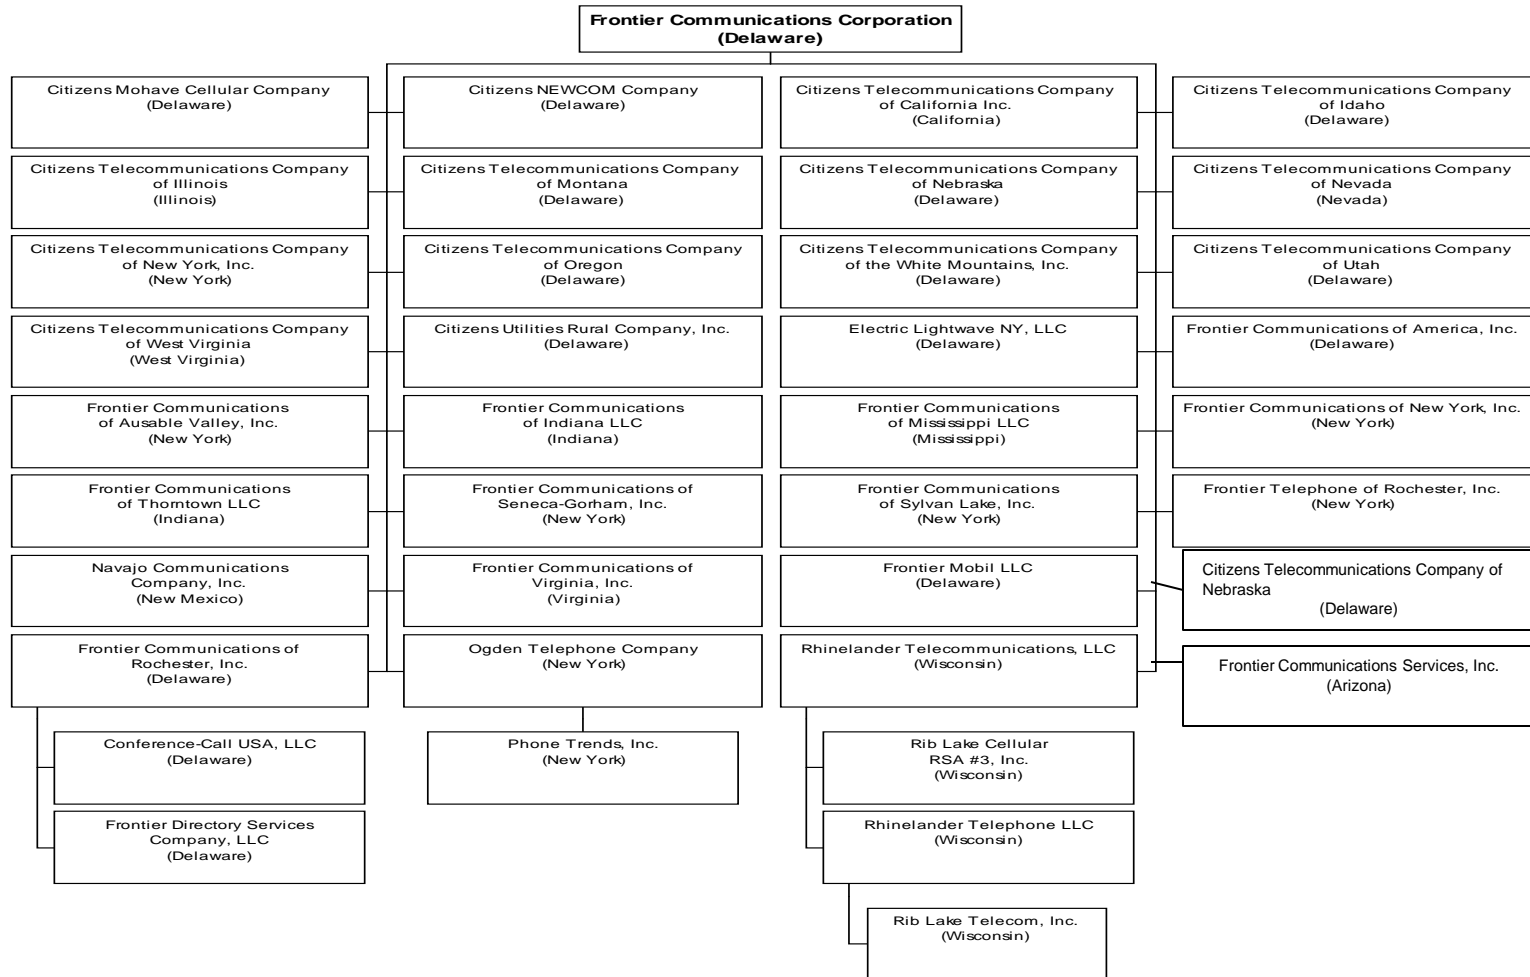 Frontier Communications Corporation
(Delaware)
Citizens Mohave Cellular Company
(Delaware)
Citizens NEWCOM Company
(Delaware)
Citizens Telecommunications Company
of California Inc.
(California)
Citizens Telecommunications Company
of Idaho
(Delaware)
Citizens Telecommunications Company
of Illinois
(Illinois)
Citizens Telecommunications Company
of Montana
(Delaware)
Citizens Telecommunications Company
of Nebraska
(Delaware)
Citizens Telecommunications Company
of Nevada
(Nevada)
Citizens Telecommunications Company
of New York, Inc.
(New York)
Citizens Telecommunications Company
of Oregon
(Delaware)
Citizens Telecommunications Company
of the White Mountains, Inc.
(Delaware)
Citizens Telecommunications Company
of Utah
(Delaware)
Citizens Telecommunications Company
of West Virginia
(West Virginia)
Citizens Utilities Rural Company, Inc.
(Delaware)
Electric Lightwave NY, LLC
(Delaware)
Frontier Communications of America, Inc.
(Delaware)
Frontier Communications
of Ausable Valley, Inc.
(New York)
Frontier Communications
of Indiana LLC
(Indiana)
Frontier Communications
of Mississippi LLC
(Mississippi)
Frontier Communications of New York, Inc.
(New York)
Frontier Communications
of Thorntown LLC
(Indiana)
Frontier Communications of
Seneca-Gorham, Inc.
(New York)
Frontier Communications
of Sylvan Lake, Inc.
(New York)
Frontier Telephone of Rochester, Inc.
(New York)
Navajo Communications
Company, Inc.
(New Mexico)
Frontier Communications of
Virginia, Inc.
(Virginia)
Frontier Mobil LLC
(Delaware)
Citizens Telecommunications Company of
Nebraska
(Delaware)
Frontier Communications of
Rochester, Inc.
(Delaware)
Ogden Telephone Company
(New York)
Rhinelander Telecommunications, LLC
(Wisconsin)
Frontier Communications Services, Inc.
(Arizona)
Conference-Call USA, LLC
(Delaware)
Phone Trends, Inc.
(New York)
Rib Lake Cellular
RSA #3, Inc.
(Wisconsin)
Frontier Directory Services
Company, LLC
(Delaware)
Rhinelander Telephone LLC
(Wisconsin)
Rib Lake Telecom, Inc.
(Wisconsin)